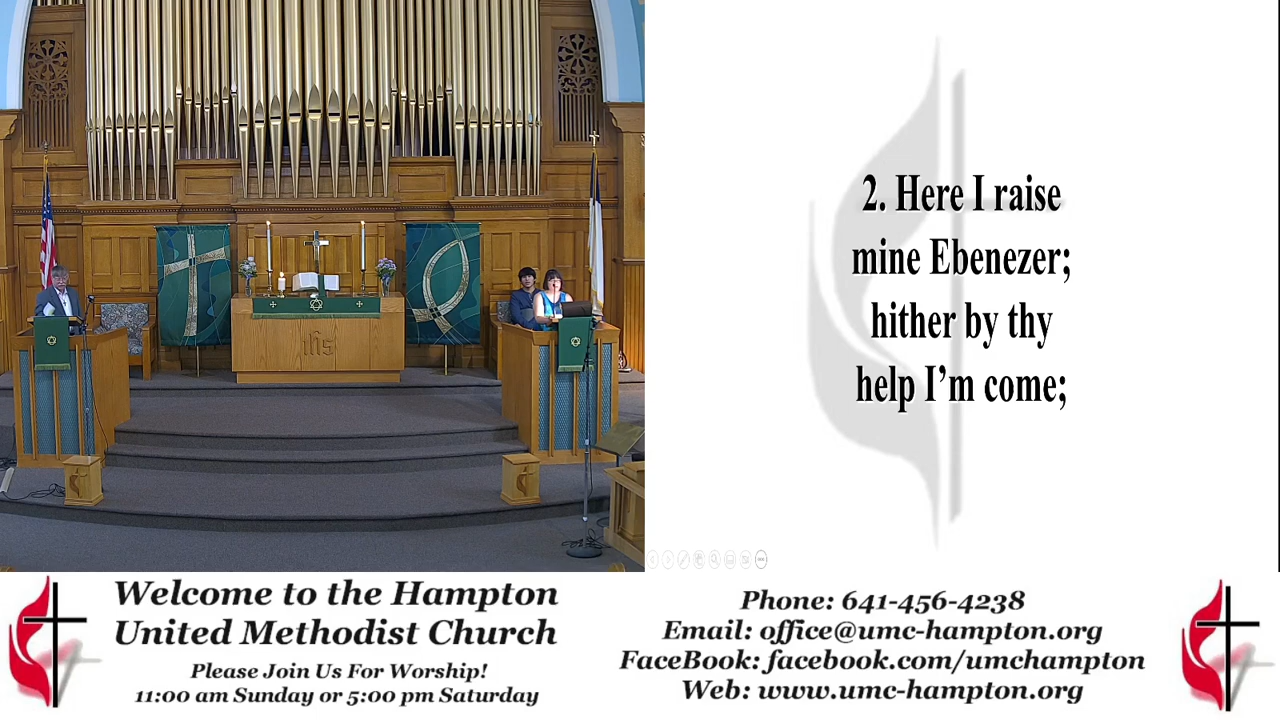 ihs
2. Here I raise
mine Ebenezer;
hither by thy
help I’m come;
Welcome to the Hampton
United Methodist Church
Please Join Us For Worship!
11:00 am Sunday or 5:00 pm Saturday
Phone: 641-456-4238
Email: office@umc-hampton.org
FaceBook: facebook.com/umchampton
Web: www.umc-hampton.org